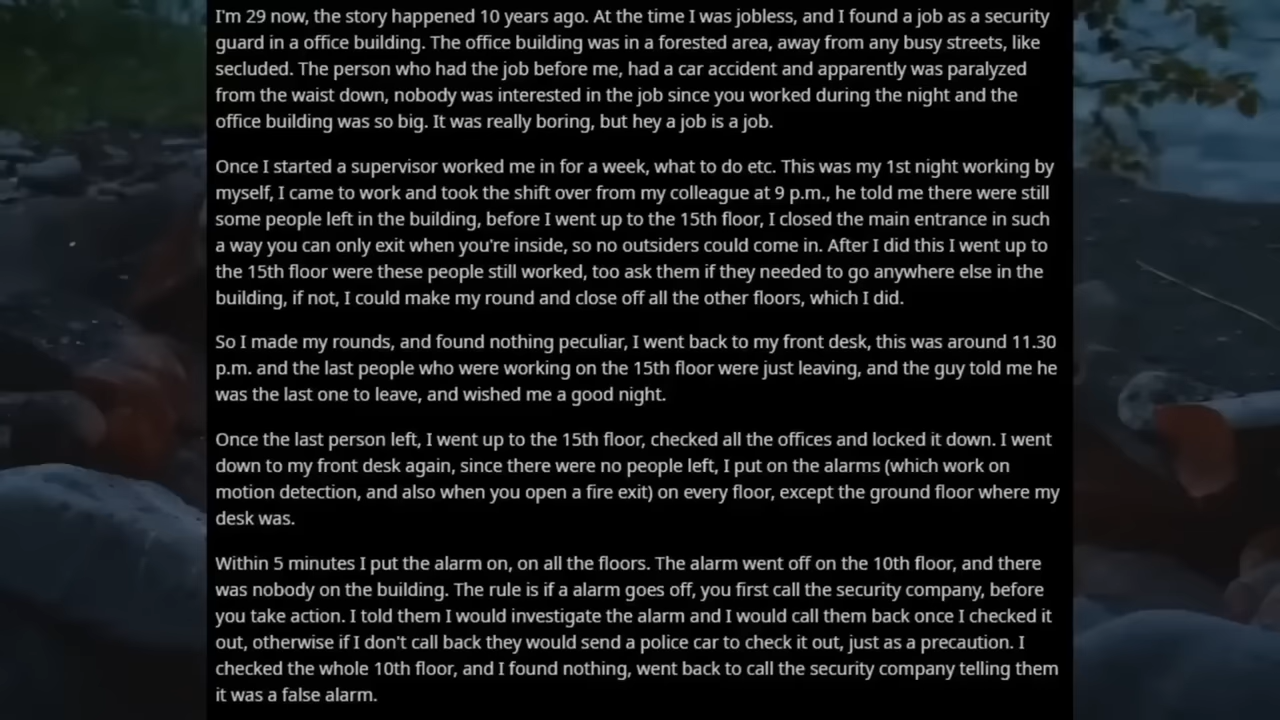 I'm 29 now, the story happened 10 years ago. At the time I was jobless, and I found a job as a security
guard in a office building. The office building was in a forested area, away from any busy streets, like
secluded. The person who had the job before me, had a car accident and apparently was paralyzed
from the waist down, nobody was interested in the job since you worked during the night and the
office building was so big. It was really boring, but hey a job is a job.
Once I started a supervisor worked me in for a week, what to do etc. This was my 1st night working by
myself, I came to work and took the shift over from my colleague at 9 p.m., he told me there were still
some people left in the building, before I went up to the 15th floor, I closed the main entrance in such
a way you can only exit when you're inside, so no outsiders could come in. After I did this I went up to
the 15th floor were these people still worked, too ask them if they needed to go anywhere else in the
building, if not, I could make my round and close off all the other floors, which I did.
So I made my rounds, and found nothing peculiar, I went back to my front desk, this was around 11.30
p.m. and the last people who were working on the 15th floor were just leaving, and the guy told me he
was the last one to leave, and wished me a good night.
Once the last person left, I went up to the 15th floor, checked all the offices and locked it down. I went
down to my front desk again, since there were no people left, I put on the alarms (which work on
motion detection, and also when you open a fire exit) on every floor, except the ground floor where my
desk was.
Within 5 minutes I put the alarm on, on all the floors. The alarm went off on the 10th floor, and there
was nobody on the building. The rule is if a alarm goes off, you first call the security company, before
you take action. I told them I would investigate the alarm and I would call them back once I checked it
out, otherwise if I don't call back they would send a police car to check it out, just as a precaution. I
checked the whole 10th floor, and I found nothing, went back to call the security company telling them
it was a false alarm.